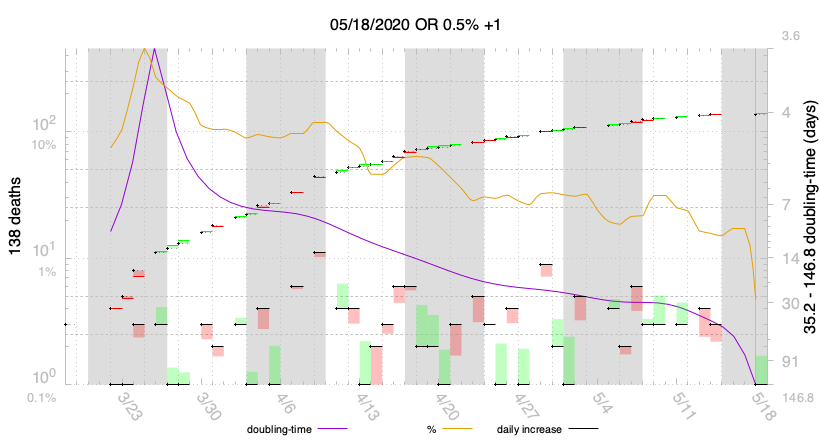 05/18/2020 OR 0.5% +1
138 deaths
10² 10%
10¹ 1%
10⁰ 0.1%
3.6
4
7
14
30
91
146.8
35.2 - 146.8 doubling-time (days)
3/23 3/30 4/6 4/13 4/20 4/27 5/4 5/11 5/18
doubling-time % daily increase